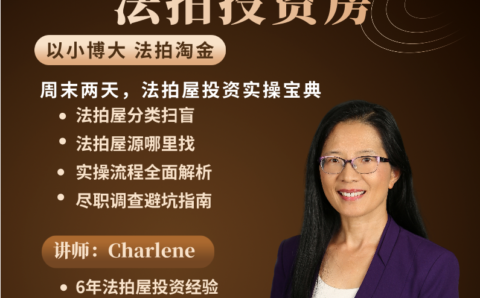 法拍投资房
以小博大 法拍淘金
周末两天，法拍屋投资实操宝典
法拍屋分类扫盲
法拍屋源哪里找
实操流程全面解析
尽职调查避坑指南
讲师：Charlene
6年法拍屋投资经验